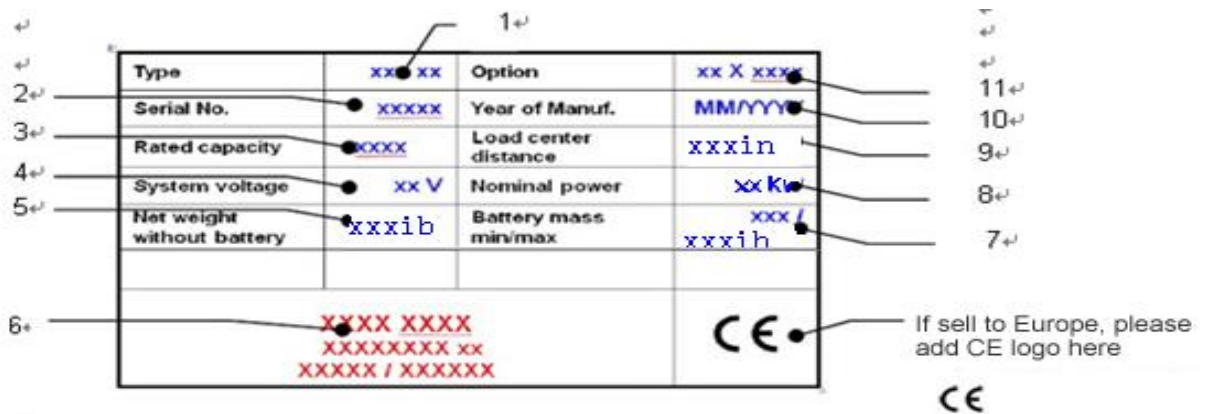 1
Type xxx xx Option xx X xxxx
11
2
Serial No. xxxxx Year of Manuf. MM/YYYY
10
3
Rated capacity xxxx Load center distance xxxin
9
4
System voltage xx V Nominal power xx kw
8
5
Net weight without battery xxxib Battery mass min/max xxx / xxxih
7
6
XXXX XXXX
XXXXXXXX xx
XXXXX / XXXXXX
CE
If sell to Europe, please
add CE logo here
CE